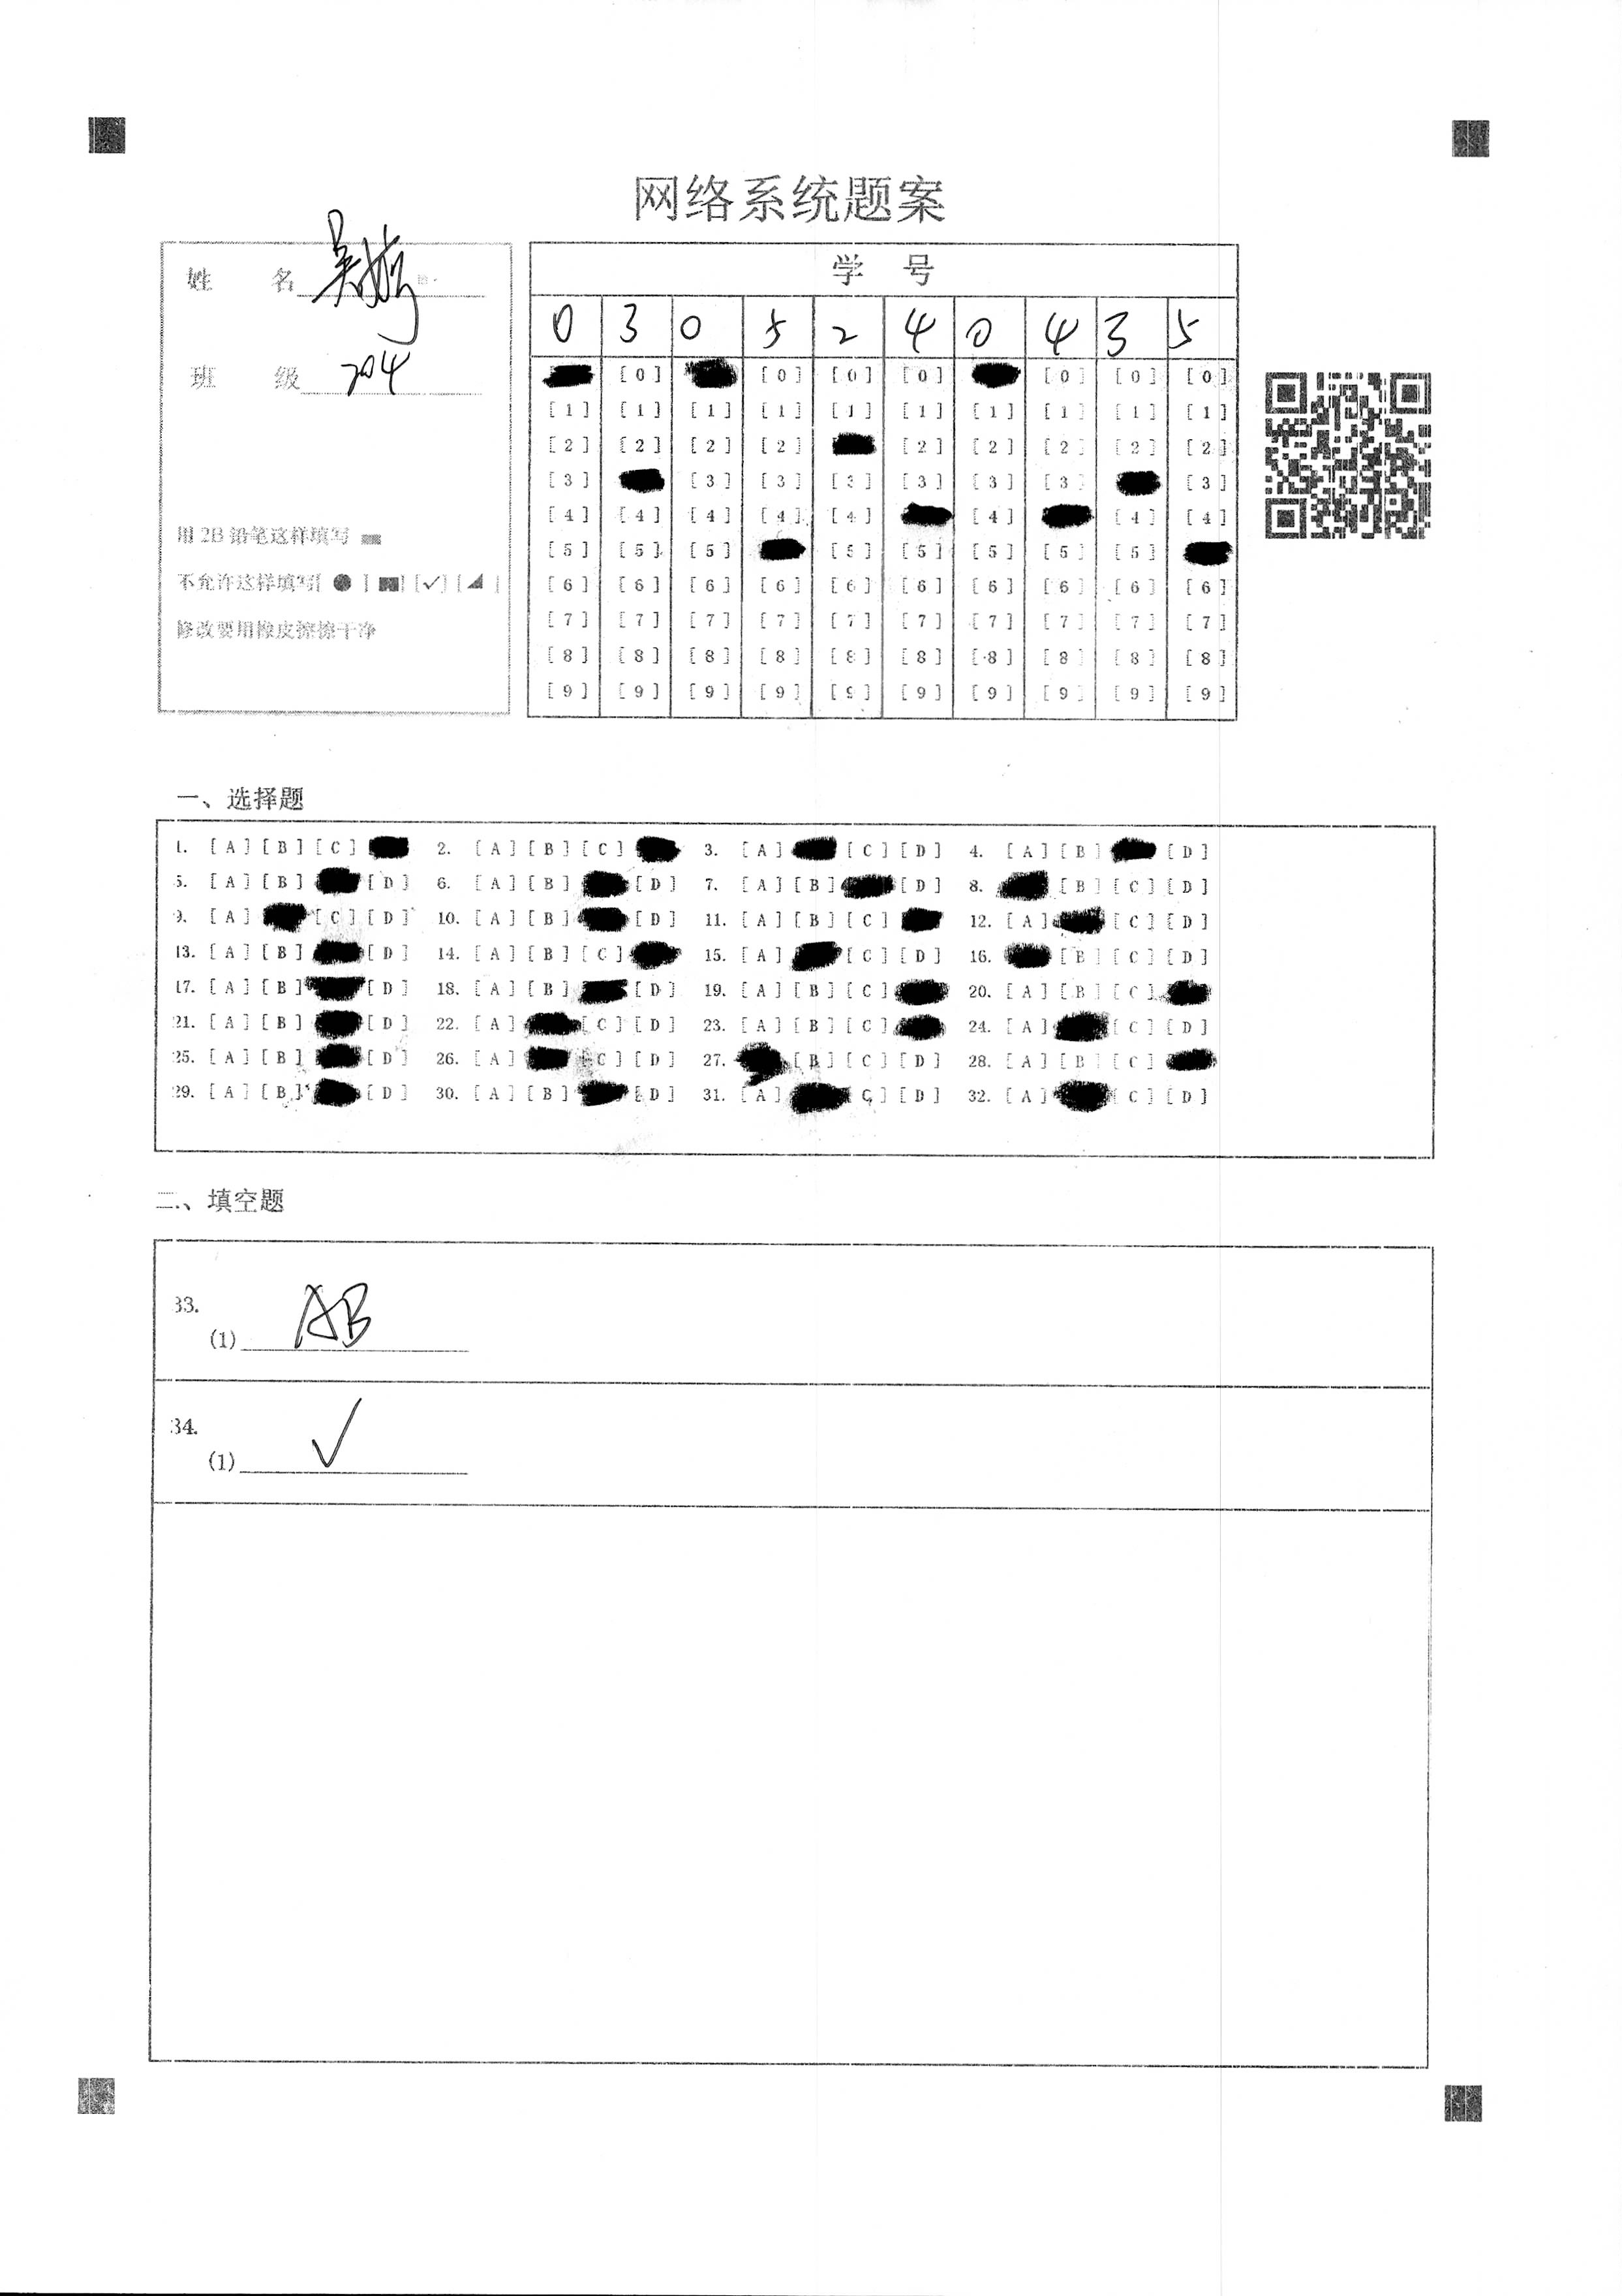 网络系统题案
姓 名 吴
班 级 204
用 2B 铅笔这样填写
不允许这样填写[ ● ] [■] [✓] [◢ ]
修改要用橡皮擦擦干净
学 号
0 3 0 5 2 4 0 4 3 5
[0] [0] [0] [0] [0] [0] [0]
[1] [1] [1] [1] [1] [1] [1] [1] [1] [1]
[2] [2] [2] [2] [2] [2] [2] [2] [2]
[3] [3] [3] [3] [3] [3] [3] [3]
[4] [4] [4] [4] [4] [4] [4] [4]
[5] [5] [5] [5] [5] [5] [5] [5]
[6] [6] [6] [6] [6] [6] [6] [6] [6] [6]
[7] [7] [7] [7] [7] [7] [7] [7] [7] [7]
[8] [8] [8] [8] [8] [8] [8] [8] [8] [8]
[9] [9] [9] [9] [9] [9] [9] [9] [9] [9]
一、选择题
1. [A] [B] [C] 2. [A] [B] [C] 3. [A] [C] [D] 4. [A] [B] [D]
5. [A] [B] [D] 6. [A] [B] [D] 7. [A] [B] [D] 8. [B] [C] [D]
9. [A] [C] [D] 10. [A] [B] [D] 11. [A] [B] [C] 12. [A] [C] [D]
13. [A] [B] [D] 14. [A] [B] [C] 15. [A] [C] [D] 16. [B] [C] [D]
17. [A] [B] [D] 18. [A] [B] [D] 19. [A] [B] [C] 20. [A] [B] [C]
21. [A] [B] [D] 22. [A] [C] [D] 23. [A] [B] [C] 24. [A] [C] [D]
25. [A] [B] [D] 26. [A] [C] [D] 27. [B] [C] [D] 28. [A] [B] [C]
29. [A] [B] [D] 30. [A] [B] [D] 31. [A] [C] [D] 32. [A] [C] [D]
二、填空题
33.
(1) AB
34.
(1) ✓